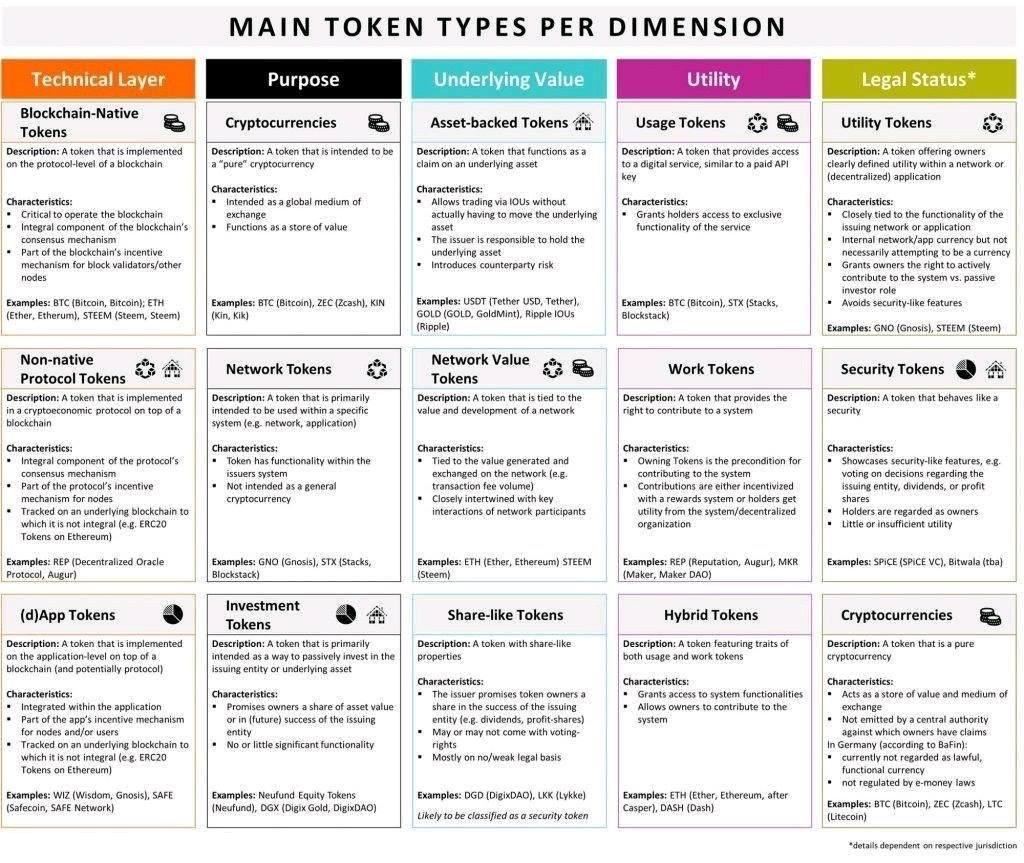 MAIN TOKEN TYPES PER DIMENSION
Technical Layer
Blockchain-Native
Tokens
Description: A token that is implemented
on the protocol-level of a blockchain
Characteristics:
▪ Critical to operate the blockchain
▪ Integral component of the blockchain's
consensus mechanism
▪ Part of the blockchain's incentive
mechanism for block validators/other
nodes
Examples: BTC (Bitcoin, Bitcoin); ETH
(Ether, Etherum), STEEM (Steem, Steem)
Non-native
Protocol Tokens
Description: A token that is implemented
in a cryptoeconomic protocol on top of a
blockchain
Characteristics:
▪ Integral component of the protocol's
consensus mechanism
▪ Part of the protocol's incentive
mechanism for nodes
▪ Tracked on an underlying blockchain to
which it is not integral (e.g. ERC20
Tokens on Ethereum)
Examples: REP (Decentralized Oracle
Protocol, Augur)
(d)App Tokens
Description: A token that is implemented
on the application-level on top of a
blockchain (and potentially protocol)
Characteristics:
▪ Integrated within the application
▪ Part of the app's incentive mechanism
for nodes and/or users
▪ Tracked on an underlying blockchain to
which it is not integral (e.g. ERC20
Tokens on Ethereum)
Examples: WIZ (Wisdom, Gnosis), SAFE
(Safecoin, SAFE Network)
Purpose
Cryptocurrencies
Description: A token that is intended to be
a "pure" cryptocurrency
Characteristics:
▪ Intended as a global medium of
exchange
▪ Functions as a store of value
Examples: BTC (Bitcoin), ZEC (Zcash), KIN
(Kin, Kik)
Network Tokens
Description: A token that is primarily
intended to be used within a specific
system (e.g. network, application)
Characteristics:
▪ Token has functionality within the
issuers system
▪ Not intended as a general
cryptocurrency
Examples: GNO (Gnosis), STX (Stacks,
Blockstack)
Investment
Tokens
Description: A token that is primarily
intended as a way to passively invest in the
issuing entity or underlying asset
Characteristics:
▪ Promises owners a share of asset value
or in (future) success of the issuing
entity
▪ No or little significant functionality
Examples: Neufund Equity Tokens
(Neufund), DGX (Digix Gold, DigixDAO)
Underlying Value
Asset-backed Tokens
Description: A token that functions as a
claim on an underlying asset
Characteristics:
▪ Allows trading via IOUs without
actually having to move the underlying
asset
▪ The issuer is responsible to hold the
underlying asset
▪ Introduces counterparty risk
Examples: USDT (Tether USD, Tether),
GOLD (GOLD, GoldMint), Ripple IOUs
(Ripple)
Network Value
Tokens
Description: A token that is tied to the
value and development of a network
Characteristics:
▪ Tied to the value generated and
exchanged on the network (e.g.
transaction fee volume)
▪ Closely intertwined with key
interactions of network participants
Examples: ETH (Ether, Ethereum) STEEM
(Steem)
Share-like Tokens
Description: A token with share-like
properties
Characteristics:
▪ The issuer promises token owners a
share in the success of the issuing
entity (e.g. dividends, profit-shares)
▪ May or may not come with voting-
rights
▪ Mostly on no/weak legal basis
Examples: DGD (DigixDAO), LKK (Lykke)
Likely to be classified as a security token
Utility
Usage Tokens
Description: A token that provides access
to a digital service, similar to a paid API
key
Characteristics:
▪ Grants holders access to exclusive
functionality of the service
Examples: BTC (Bitcoin), STX (Stacks,
Blockstack)
Work Tokens
Description: A token that provides the
right to contribute to a system
Characteristics:
▪ Owning Tokens is the precondition for
contributing to the system
▪ Contributions are either incentivized
with a rewards system or holders get
utility from the system/decentralized
organization
Examples: REP (Reputation, Augur), MKR
(Maker, Maker DAO)
Hybrid Tokens
Description: A token featuring traits of
both usage and work tokens
Characteristics:
▪ Grants access to system functionalities
▪ Allows owners to contribute to the
system
Examples: ETH (Ether, Ethereum, after
Casper), DASH (Dash)
Legal Status*
Utility Tokens
Description: A token offering owners
clearly defined utility within a network or
(decentralized) application
Characteristics:
▪ Closely tied to the functionality of the
issuing network or application
▪ Internal network/app currency but not
necessarily attempting to be a currency
▪ Grants owners the right to actively
contribute to the system vs. passive
investor role
▪ Avoids security-like features
Examples: GNO (Gnosis), STEEM (Steem)
Security Tokens
Description: A token that behaves like a
security
Characteristics:
▪ Showcases security-like features, e.g.
voting on decisions regarding the
issuing entity, dividends, or profit
shares
▪ Holders are regarded as owners
▪ Little or insufficient utility
Examples: SPiCE (SPiCE VC), Bitwala (tba)
Cryptocurrencies
Description: A token that is a pure
cryptocurrency
Characteristics:
▪ Acts as a store of value and medium of
exchange
▪ Not emitted by a central authority
against which owners have claims
In Germany (according to BaFin):
▪ currently not regarded as lawful,
functional currency
▪ not regulated by e-money laws
Examples: BTC (Bitcoin), ZEC (Zcash), LTC
(Litecoin)
*details dependent on respective jurisdiction